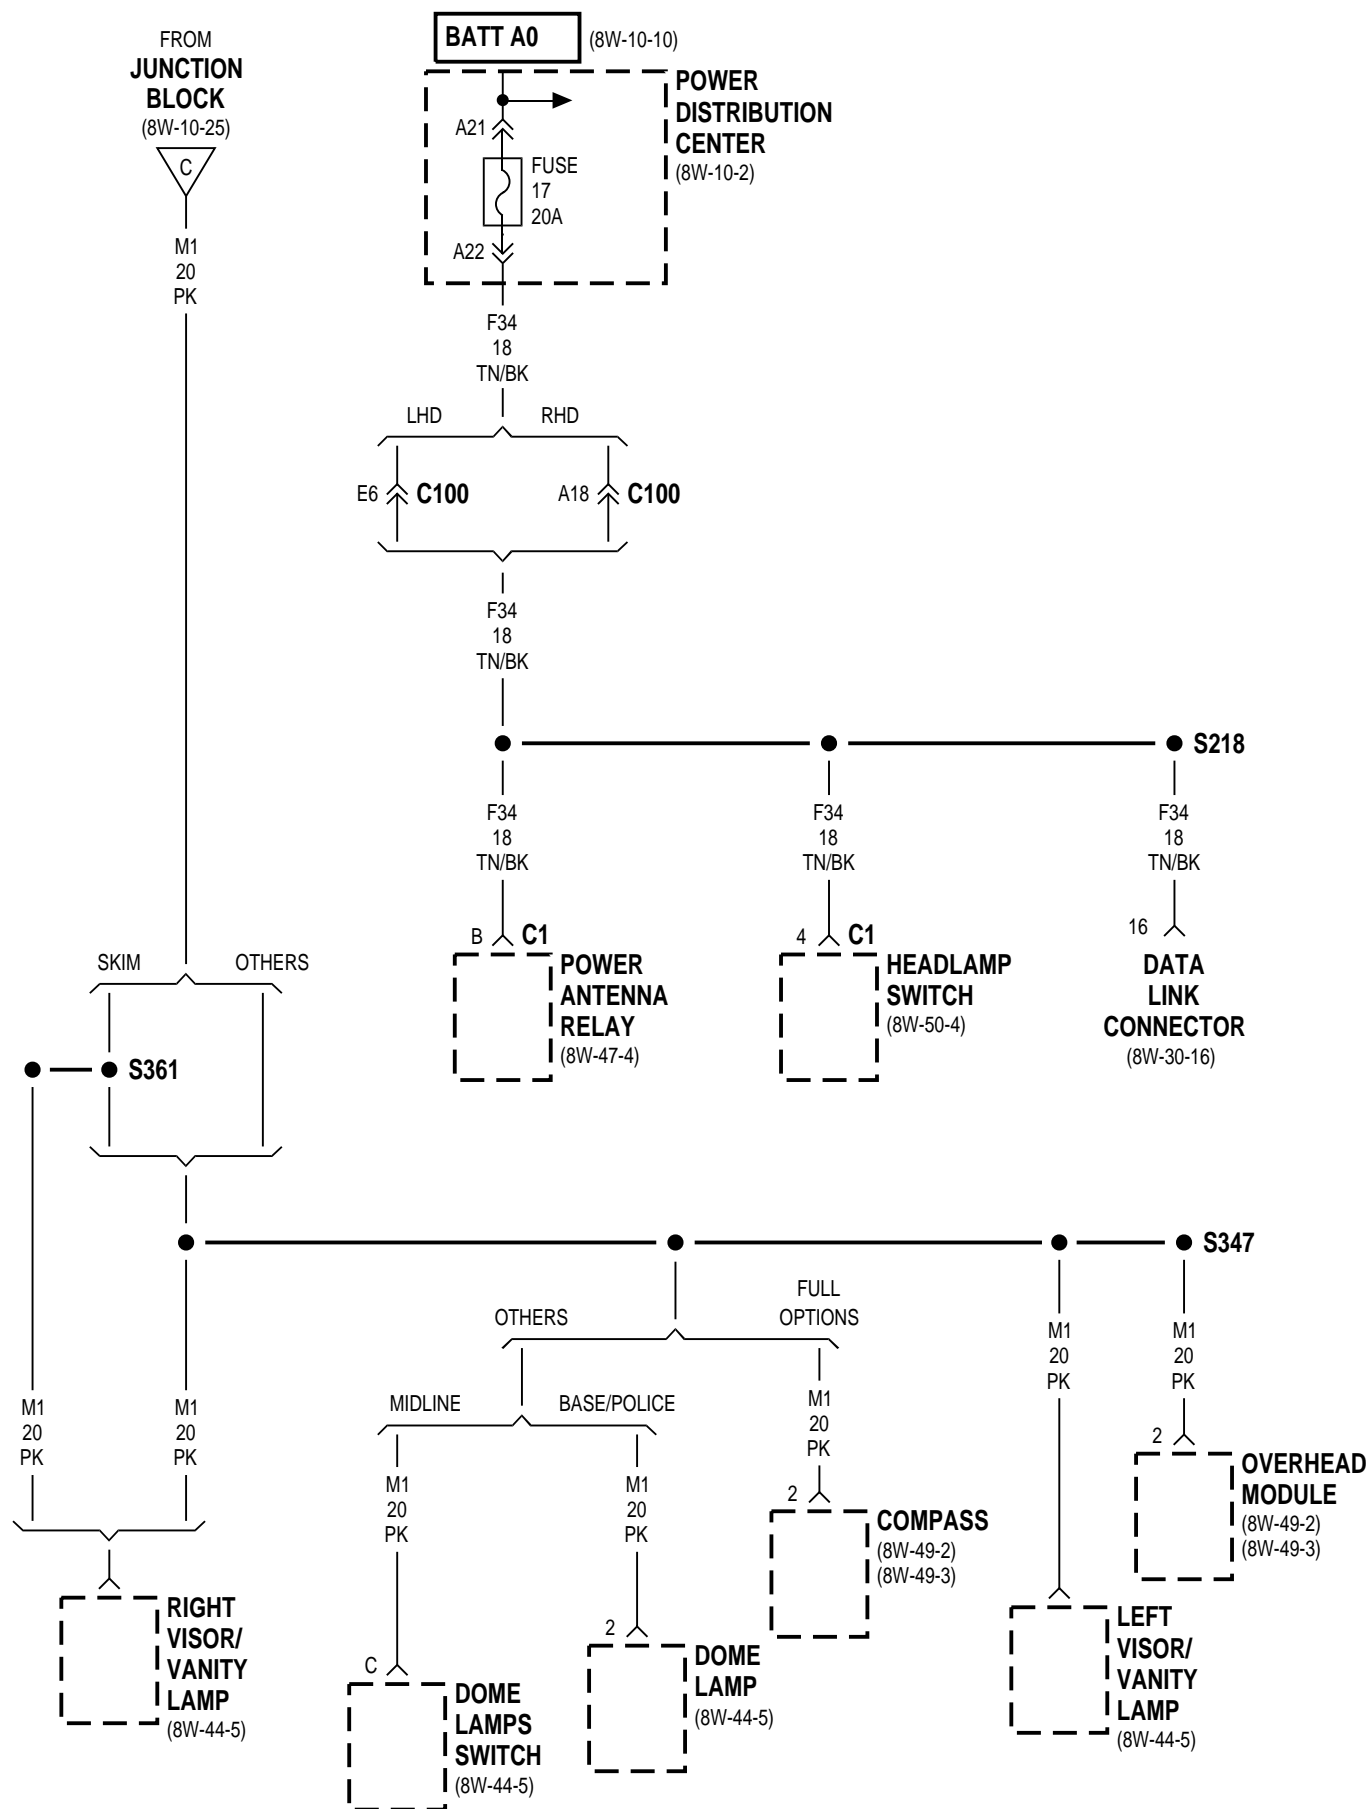 FROM
JUNCTION
BLOCK
(8W-10-25)
C
M1
20
PK
BATT A0
(8W-10-10)
POWER
DISTRIBUTION
CENTER
(8W-10-2)
A21
FUSE
17
20A
A22
F34
18
TN/BK
LHD
RHD
E6
C100
A18
C100
F34
18
TN/BK
S218
F34
18
TN/BK
F34
18
TN/BK
F34
18
TN/BK
B
C1
POWER
ANTENNA
RELAY
(8W-47-4)
4
C1
HEADLAMP
SWITCH
(8W-50-4)
16
DATA
LINK
CONNECTOR
(8W-30-16)
SKIM
OTHERS
S361
S347
M1
20
PK
M1
20
PK
RIGHT
VISOR/
VANITY
LAMP
(8W-44-5)
OTHERS
FULL
OPTIONS
MIDLINE
BASE/POLICE
M1
20
PK
C
DOME
LAMPS
SWITCH
(8W-44-5)
M1
20
PK
2
DOME
LAMP
(8W-44-5)
M1
20
PK
2
COMPASS
(8W-49-2)
(8W-49-3)
M1
20
PK
LEFT
VISOR/
VANITY
LAMP
(8W-44-5)
M1
20
PK
2
OVERHEAD
MODULE
(8W-49-2)
(8W-49-3)